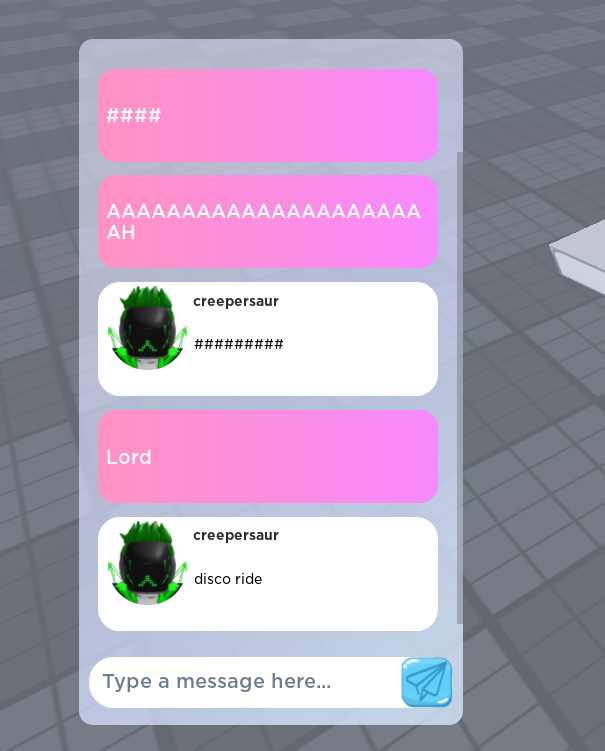 ####
AAAAAAAAAAAAAAAAAAAAA
AH
creepersaur
#########
Lord
creepersaur
disco ride
Type a message here...